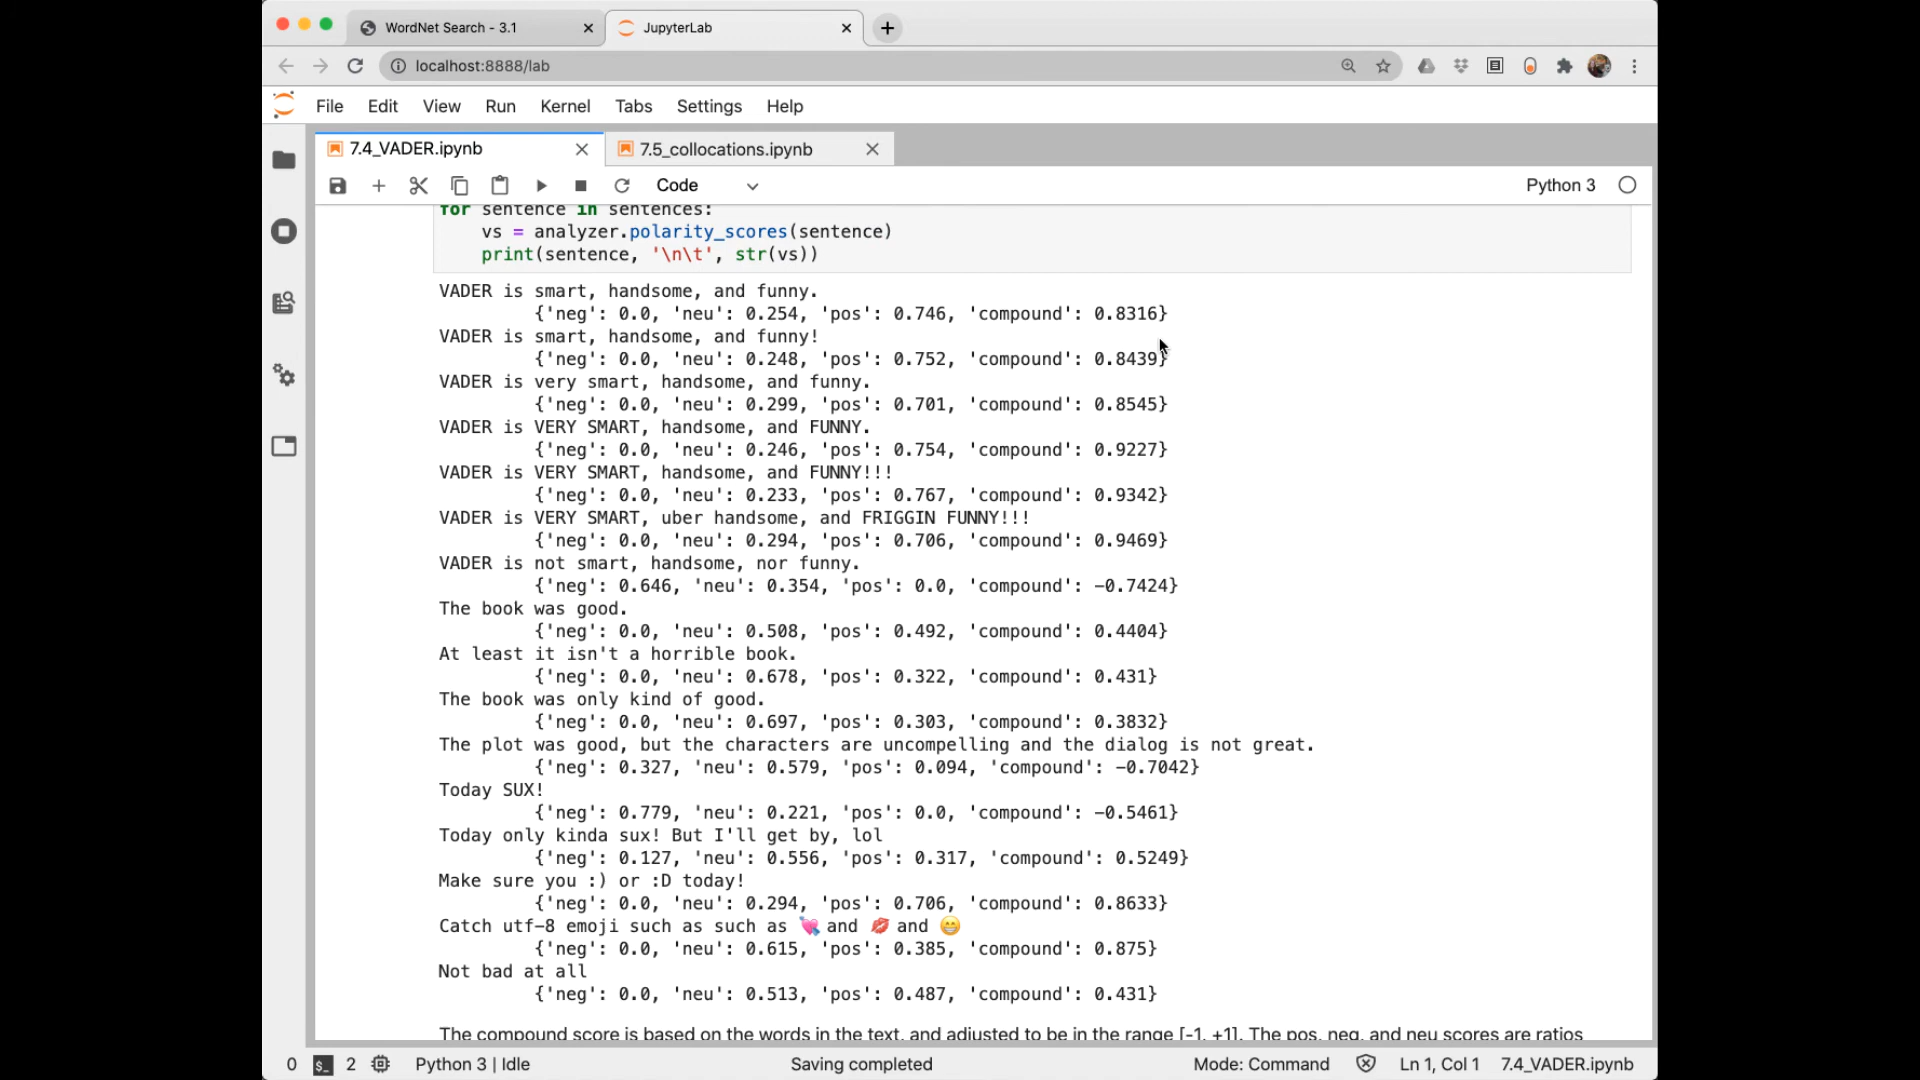 WordNet Search - 3.1
JupyterLab
localhost:8888/lab
File Edit View Run Kernel Tabs Settings Help
7.4_VADER.ipynb
7.5_collocations.ipynb
Code
Python 3
for sentence in sentences:
vs = analyzer.polarity_scores(sentence)
print(sentence, '\n\t', str(vs))
VADER is smart, handsome, and funny.
{'neg': 0.0, 'neu': 0.254, 'pos': 0.746, 'compound': 0.8316}
VADER is smart, handsome, and funny!
{'neg': 0.0, 'neu': 0.248, 'pos': 0.752, 'compound': 0.8439}
VADER is very smart, handsome, and funny.
{'neg': 0.0, 'neu': 0.299, 'pos': 0.701, 'compound': 0.8545}
VADER is VERY SMART, handsome, and FUNNY.
{'neg': 0.0, 'neu': 0.246, 'pos': 0.754, 'compound': 0.9227}
VADER is VERY SMART, handsome, and FUNNY!!!
{'neg': 0.0, 'neu': 0.233, 'pos': 0.767, 'compound': 0.9342}
VADER is VERY SMART, uber handsome, and FRIGGIN FUNNY!!!
{'neg': 0.0, 'neu': 0.294, 'pos': 0.706, 'compound': 0.9469}
VADER is not smart, handsome, nor funny.
{'neg': 0.646, 'neu': 0.354, 'pos': 0.0, 'compound': -0.7424}
The book was good.
{'neg': 0.0, 'neu': 0.508, 'pos': 0.492, 'compound': 0.4404}
At least it isn't a horrible book.
{'neg': 0.0, 'neu': 0.678, 'pos': 0.322, 'compound': 0.431}
The book was only kind of good.
{'neg': 0.0, 'neu': 0.697, 'pos': 0.303, 'compound': 0.3832}
The plot was good, but the characters are uncompelling and the dialog is not great.
{'neg': 0.327, 'neu': 0.579, 'pos': 0.094, 'compound': -0.7042}
Today SUX!
{'neg': 0.779, 'neu': 0.221, 'pos': 0.0, 'compound': -0.5461}
Today only kinda sux! But I'll get by, lol
{'neg': 0.127, 'neu': 0.556, 'pos': 0.317, 'compound': 0.5249}
Make sure you :) or :D today!
{'neg': 0.0, 'neu': 0.294, 'pos': 0.706, 'compound': 0.8633}
Catch utf-8 emoji such as such as 💘 and 💋 and 😁
{'neg': 0.0, 'neu': 0.615, 'pos': 0.385, 'compound': 0.875}
Not bad at all
{'neg': 0.0, 'neu': 0.513, 'pos': 0.487, 'compound': 0.431}
The compound score is based on the words in the text, and adjusted to be in the range [-1, +1]. The pos, neg, and neu scores are ratios
0 $_ 2 Python 3 | Idle Saving completed Mode: Command Ln 1, Col 1 7.4_VADER.ipynb